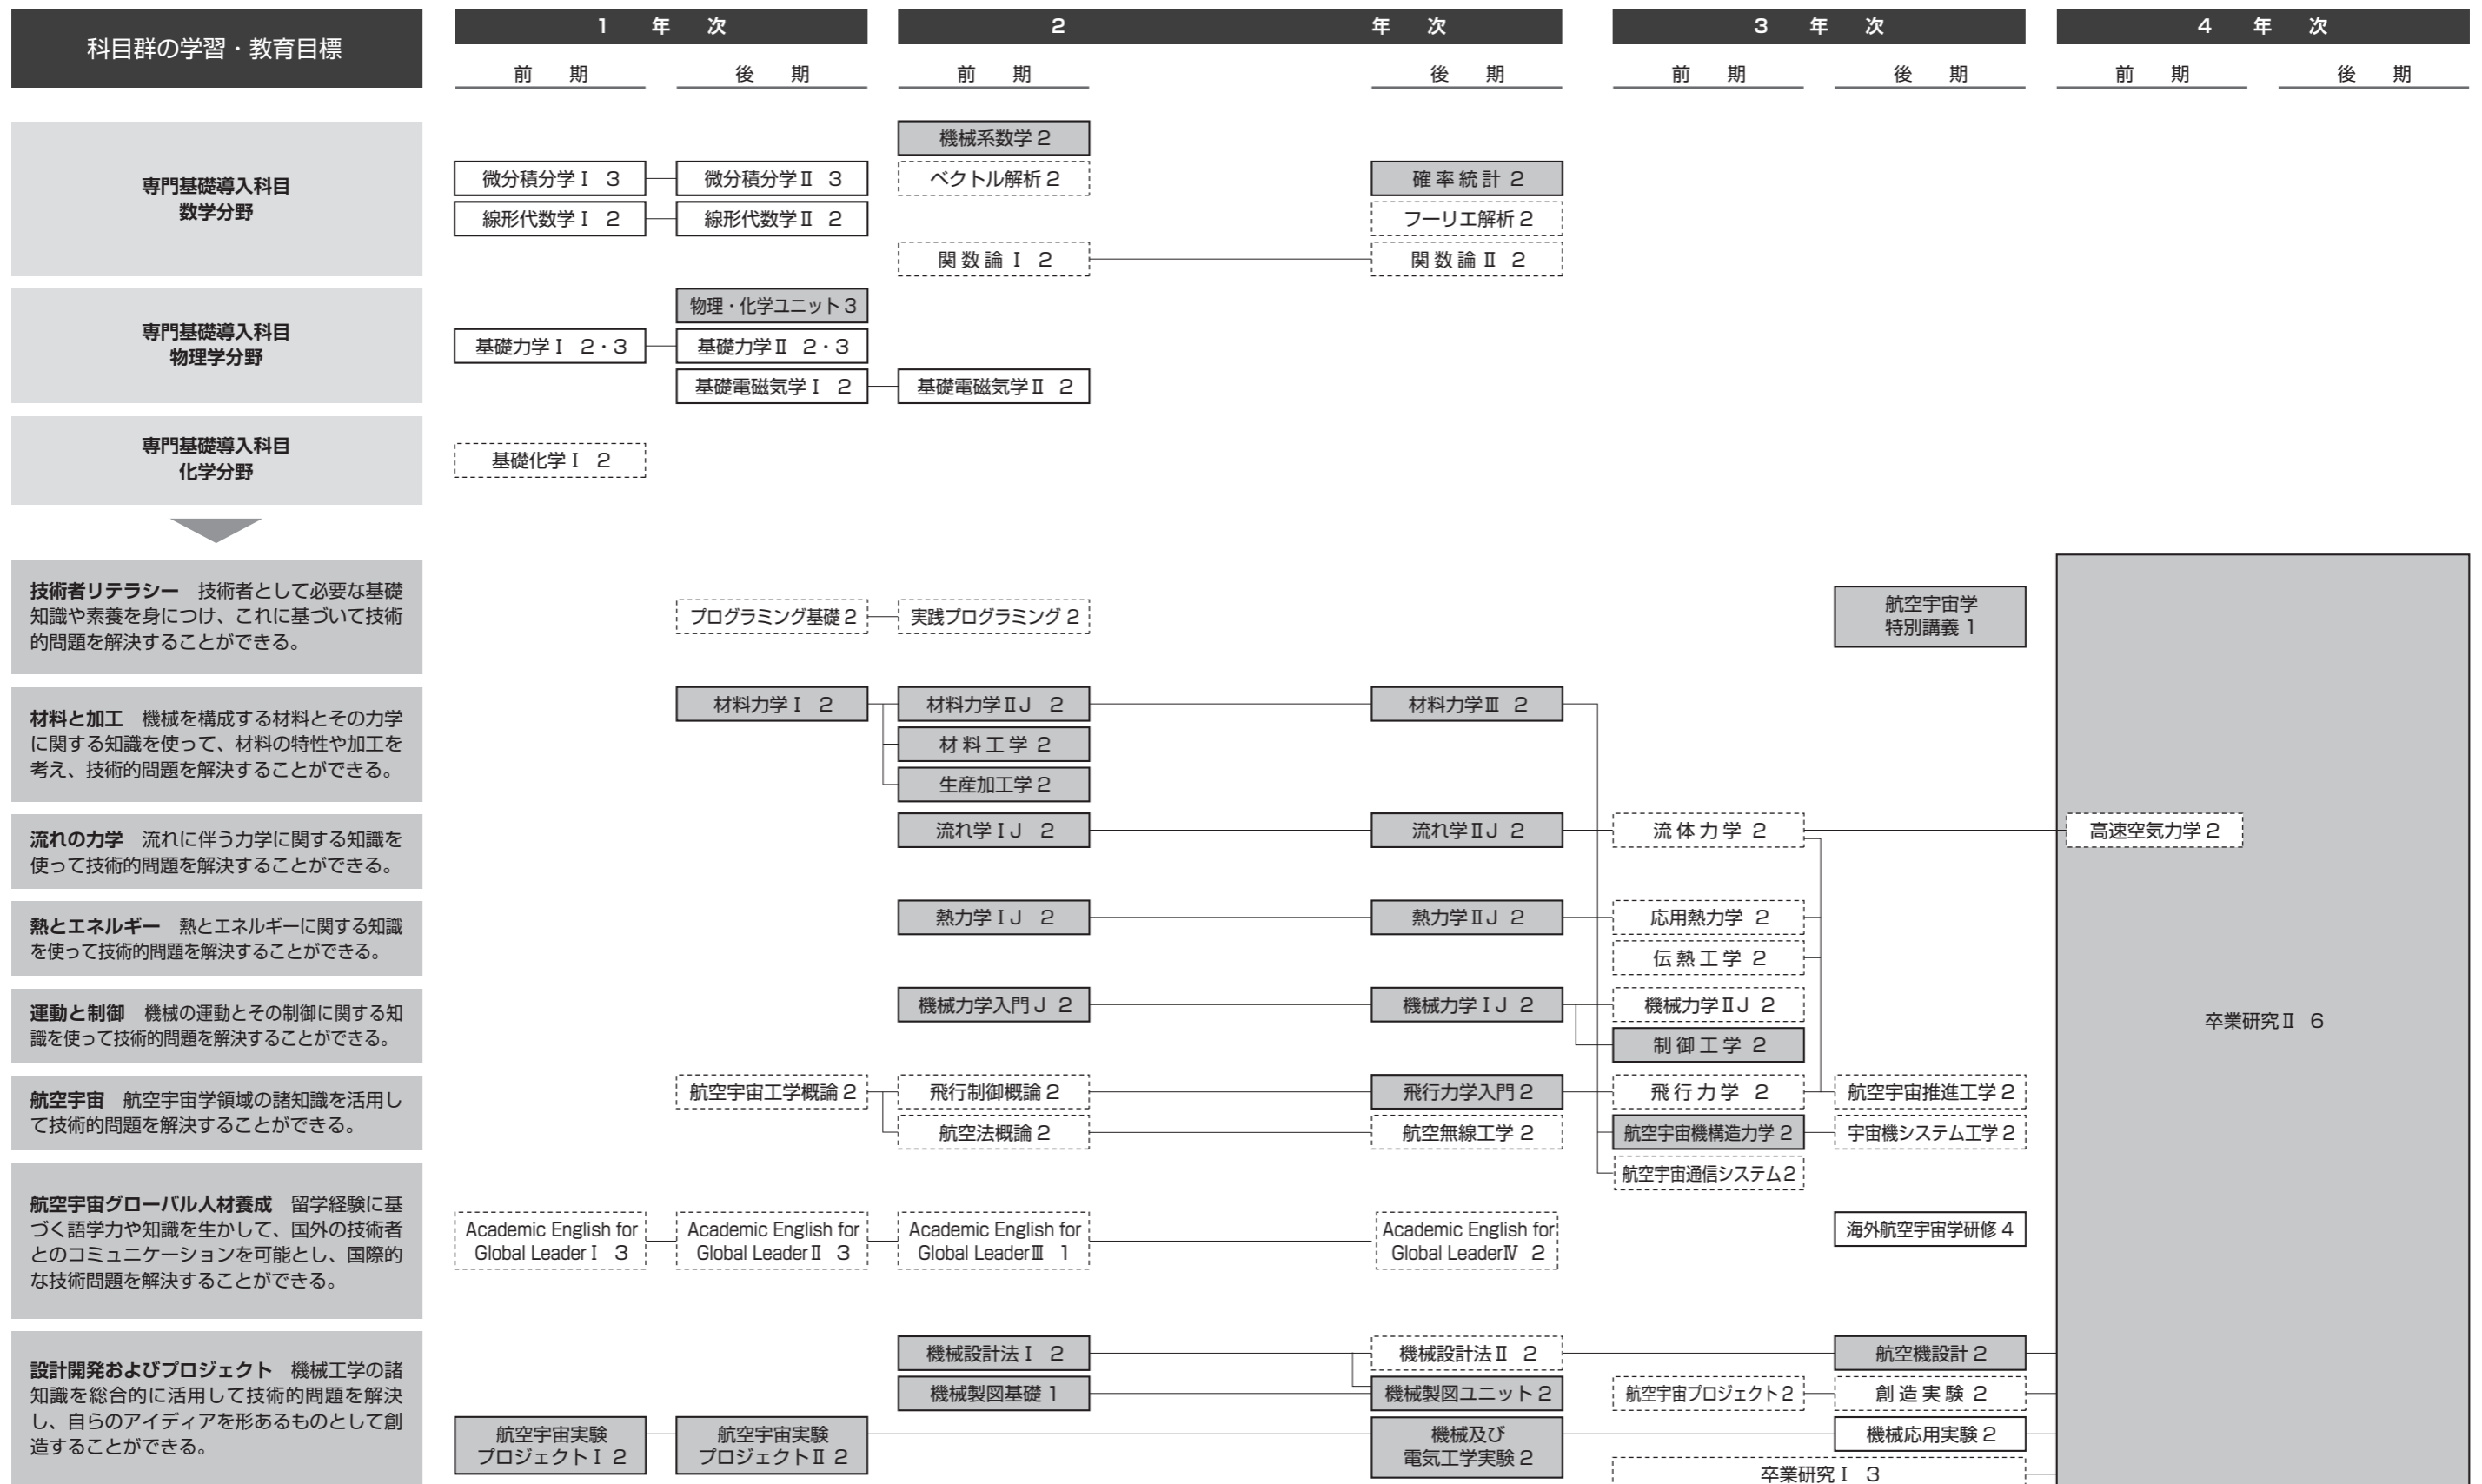 科目群の学習・教育目標
1 年 次
2 年 次
3 年 次
4 年 次
前 期
後 期
前 期
後 期
前 期
後 期
前 期
後 期
専門基礎導入科目
数学分野
機械系数学 2
微分積分学Ⅰ 3
微分積分学Ⅱ 3
ベクトル解析 2
確率統計 2
線形代数学Ⅰ 2
線形代数学Ⅱ 2
フーリエ解析 2
関数論Ⅰ 2
関数論Ⅱ 2
専門基礎導入科目
物理学分野
物理・化学ユニット 3
基礎力学Ⅰ 2・3
基礎力学Ⅱ 2・3
基礎電磁気学Ⅰ 2
基礎電磁気学Ⅱ 2
専門基礎導入科目
化学分野
基礎化学Ⅰ 2
技術者リテラシー 技術者として必要な基礎
知識や素養を身につけ、これに基づいて技術
的問題を解決することができる。
プログラミング基礎 2
実践プログラミング 2
航空宇宙学
特別講義 1
材料と加工 機械を構成する材料とその力学
に関する知識を使って、材料の特性や加工を
考え、技術的問題を解決することができる。
材料力学Ⅰ 2
材料力学ⅡJ 2
材料力学Ⅲ 2
材料工学 2
生産加工学 2
流れの力学 流れに伴う力学に関する知識を
使って技術的問題を解決することができる。
流れ学ⅠJ 2
流れ学ⅡJ 2
流体力学 2
高速空気力学 2
熱とエネルギー 熱とエネルギーに関する知識
を使って技術的問題を解決することができる。
熱力学ⅠJ 2
熱力学ⅡJ 2
応用熱力学 2
伝熱工学 2
運動と制御 機械の運動とその制御に関する知
識を使って技術的問題を解決することができる。
機械力学入門J 2
機械力学ⅠJ 2
機械力学ⅡJ 2
制御工学 2
卒業研究Ⅱ 6
航空宇宙 航空宇宙学領域の諸知識を活用し
て技術的問題を解決することができる。
航空宇宙工学概論 2
飛行制御概論 2
飛行力学入門 2
飛行力学 2
航空宇宙推進工学 2
航空法概論 2
航空無線工学 2
航空宇宙機構造力学 2
宇宙機システム工学 2
航空宇宙通信システム 2
航空宇宙グローバル人材養成 留学経験に基
づく語学力や知識を生かして、国外の技術者
とのコミュニケーションを可能とし、国際的
な技術問題を解決することができる。
Academic English for
Global Leader Ⅰ 3
Academic English for
Global Leader Ⅱ 3
Academic English for
Global Leader Ⅲ 1
Academic English for
Global Leader Ⅳ 2
海外航空宇宙学研修 4
設計開発およびプロジェクト 機械工学の諸
知識を総合的に活用して技術的問題を解決
し、自らのアイディアを形あるものとして創
造することができる。
機械設計法Ⅰ 2
機械設計法Ⅱ 2
航空機設計 2
機械製図基礎 1
機械製図ユニット 2
航空宇宙プロジェクト 2
創造実験 2
航空宇宙実験
プロジェクトⅠ 2
航空宇宙実験
プロジェクトⅡ 2
機械及び
電気工学実験 2
機械応用実験 2
卒業研究Ⅰ 3